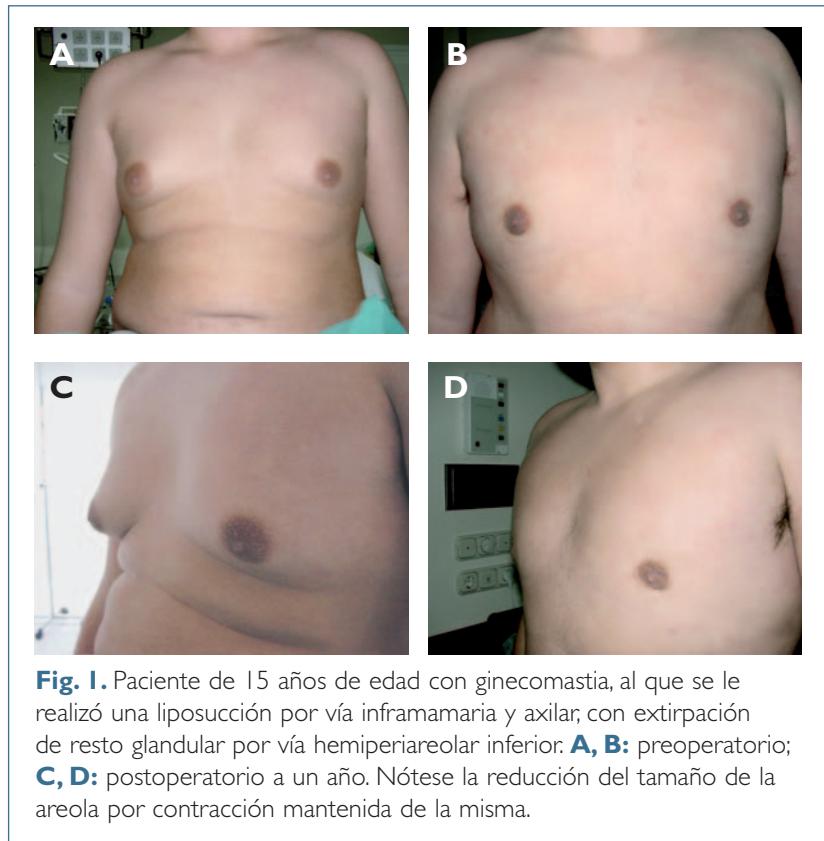 A
B
C
D
Fig. 1. Paciente de 15 años de edad con ginecomastia, al que se le
realizó una liposucción por vía inframamaria y axilar, con extirpación
de resto glandular por vía hemiperiareolar inferior. A, B: preoperatorio;
C, D: postoperatorio a un año. Nótese la reducción del tamaño de la
areola por contracción mantenida de la misma.